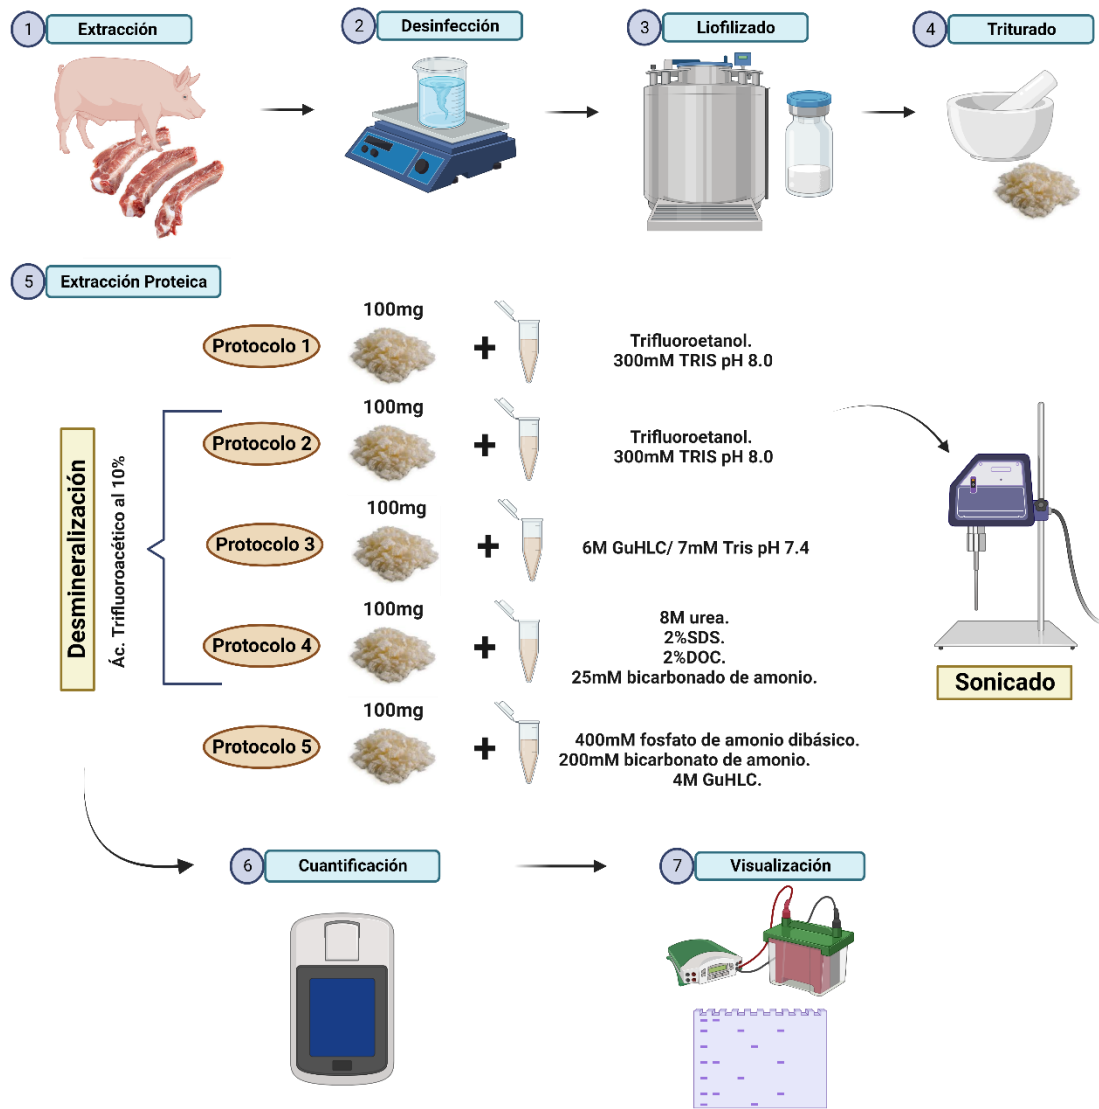 1 Extracción
2 Desinfección
3 Liofilizado
4 Triturado
5 Extracción Proteica
Desmineralización
Ác. Trifluoroacético al 10%
Protocolo 1
100mg
+
Trifluoroetanol.
300mM TRIS pH 8.0
Protocolo 2
100mg
+
Trifluoroetanol.
300mM TRIS pH 8.0
Protocolo 3
100mg
+
6M GuHLC/ 7mM Tris pH 7.4
Protocolo 4
100mg
+
8M urea.
2%SDS.
2%DOC.
25mM bicarbonado de amonio.
Protocolo 5
100mg
+
400mM fosfato de amonio dibásico.
200mM bicarbonato de amonio.
4M GuHLC.
Sonicado
6 Cuantificación
7 Visualización